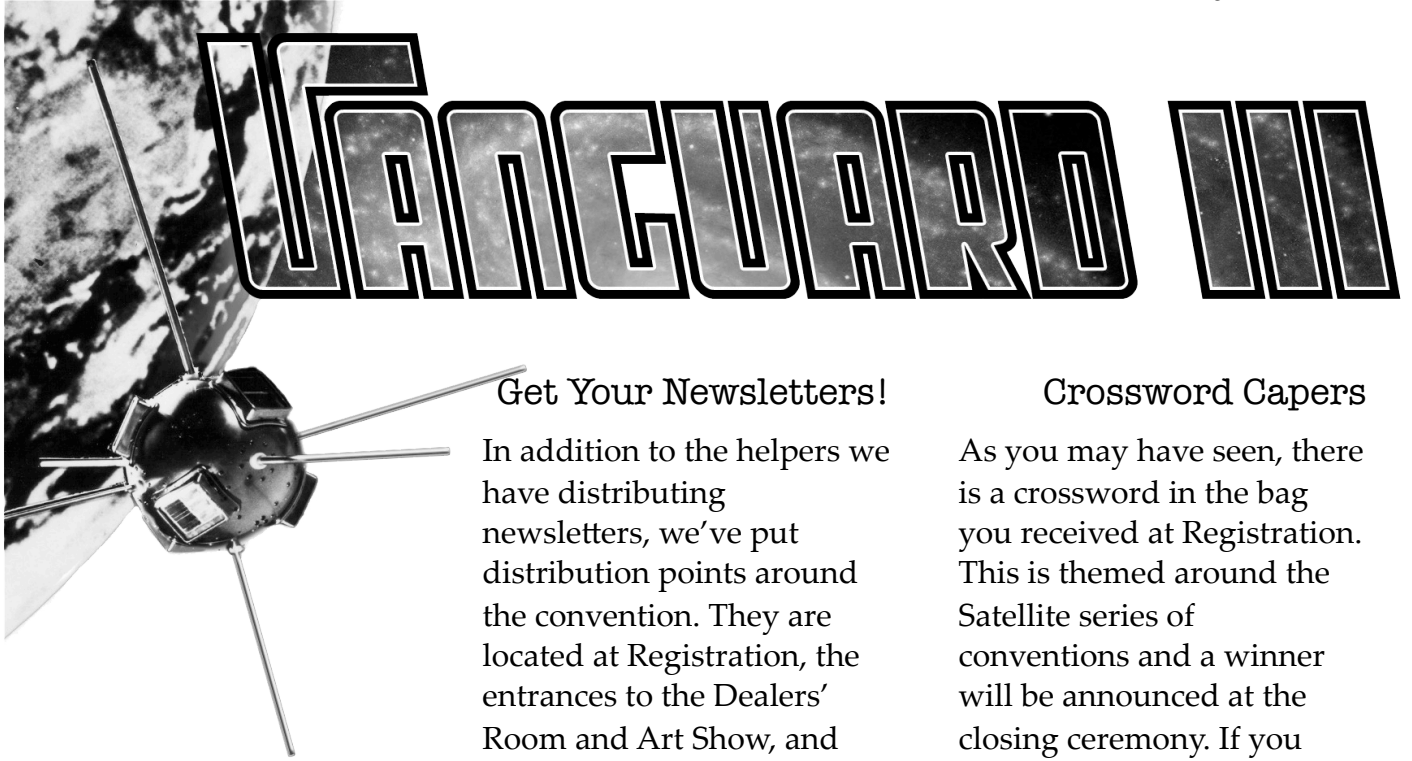 VANGUARD III
Get Your Newsletters!
In addition to the helpers we
have distributing
newsletters, we’ve put
distribution points around
the convention. They are
located at Registration, the
entrances to the Dealers’
Room and Art Show, and
Crossword Capers
As you may have seen, there
is a crossword in the bag
you received at Registration.
This is themed around the
Satellite series of
conventions and a winner
will be announced at the
closing ceremony. If you